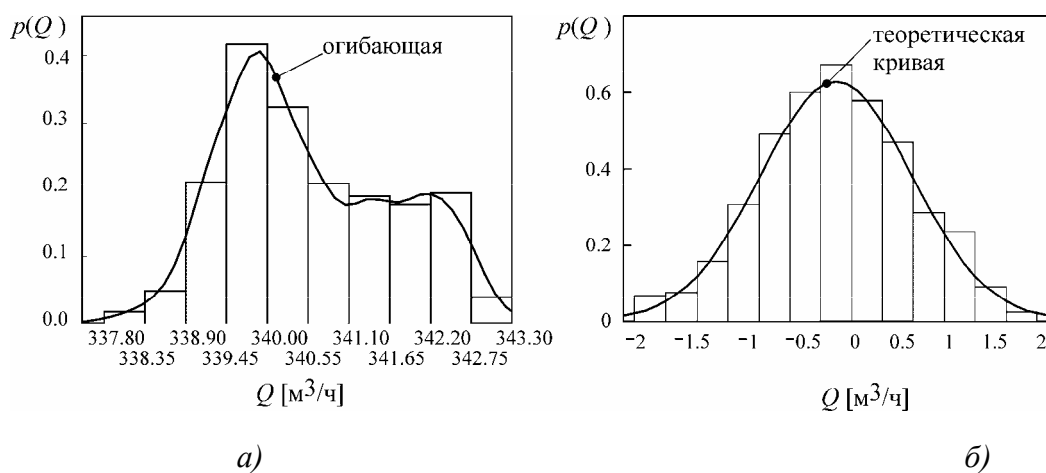 p(Q)
0.4
0.3
0.2
0.1
0.0
огибающая
337.80 338.90 340.00 341.10 342.20 343.30
338.35 339.45 340.55 341.65 342.75
Q [м³/ч]
а)
p(Q)
0.6
0.4
0.2
0
теоретическая
кривая
−2 −1.5 −1 −0.5 0 0.5 1 1.5 2
Q [м³/ч]
б)